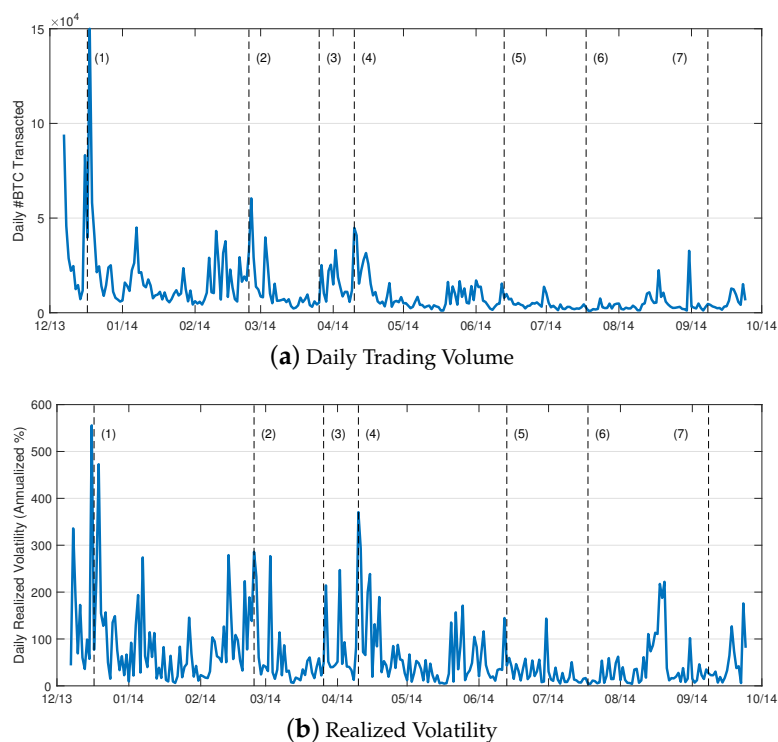 ×10⁴
15
10
5
0
Daily #BTC Transacted
(1) (2) (3) (4) (5) (6) (7)
12/13 01/14 02/14 03/14 04/14 05/14 06/14 07/14 08/14 09/14 10/14
(a) Daily Trading Volume
600
500
400
300
200
100
0
Daily Realized Volatility (Annualized %)
(1) (2) (3) (4) (5) (6) (7)
12/13 01/14 02/14 03/14 04/14 05/14 06/14 07/14 08/14 09/14 10/14
(b) Realized Volatility